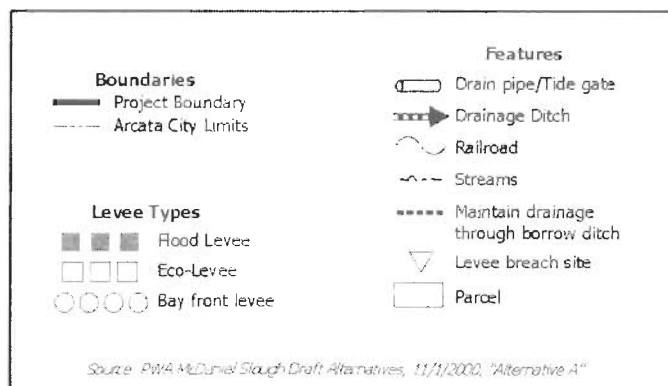 Boundaries
Project Boundary
Arcata City Limits
Levee Types
Flood Levee
Eco-Levee
Bay front levee
Features
Drain pipe/Tide gate
Drainage Ditch
Railroad
Streams
Maintain drainage
through borrow ditch
Levee breach site
Parcel
Source: PWA McDaniel Slough Draft Alternatives, 11/1/2000, "Alternative A"